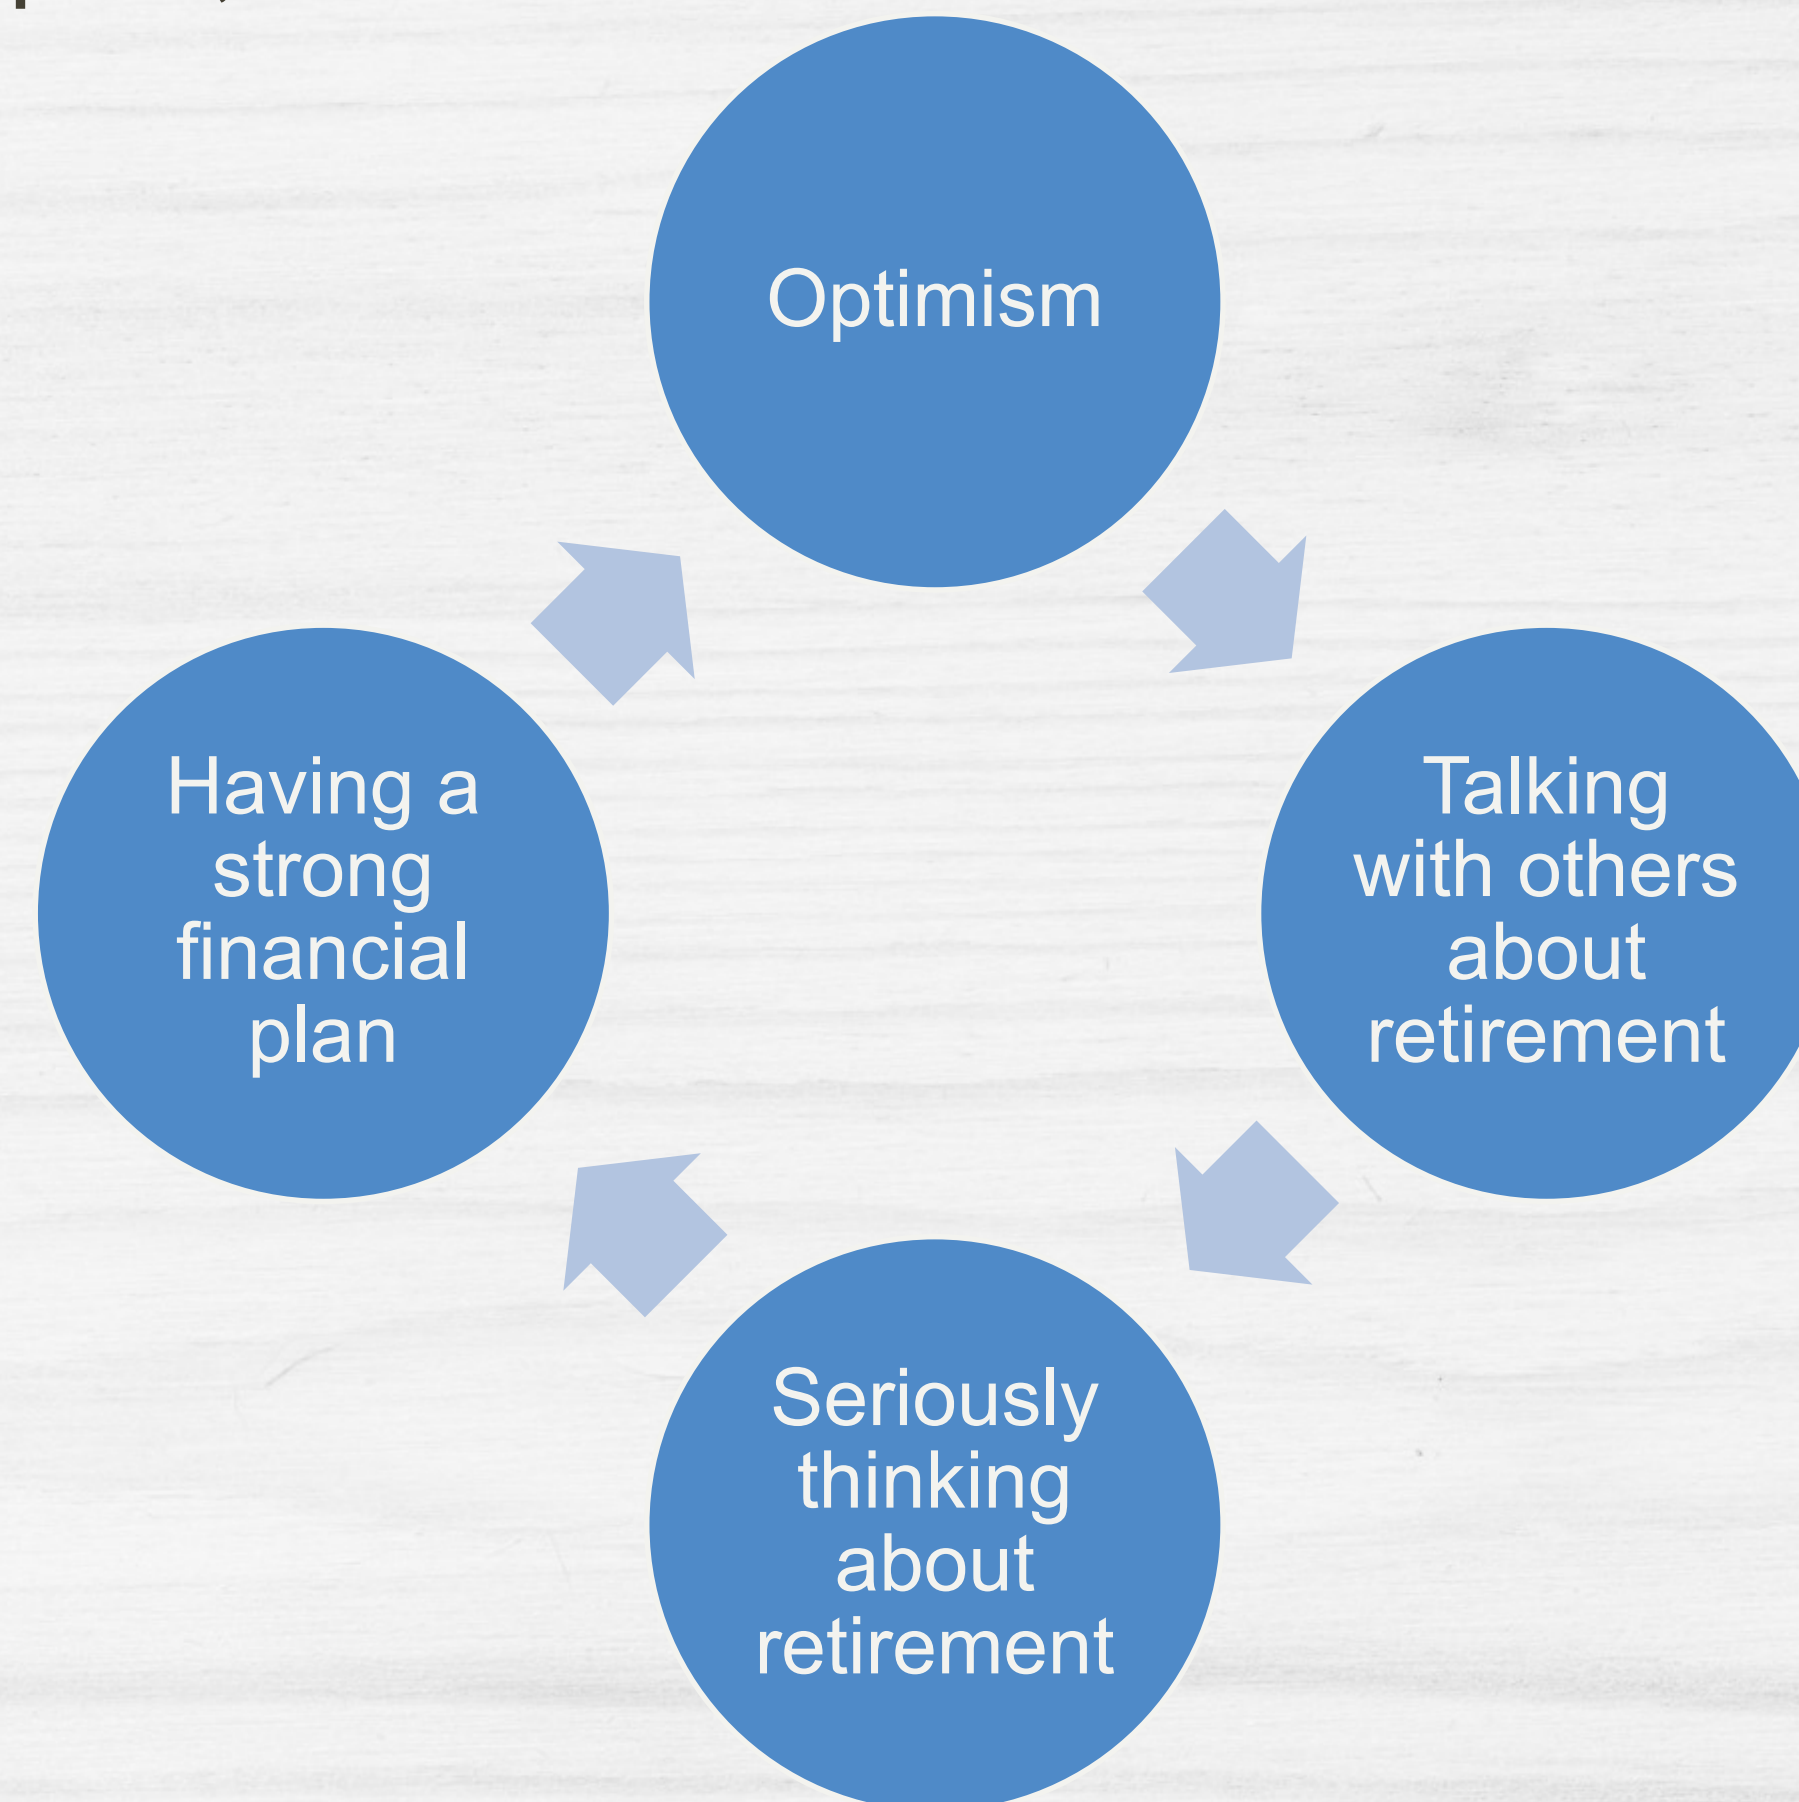 Optimism
Talking
with others
about
retirement
Seriously
thinking
about
retirement
Having a
strong
financial
plan